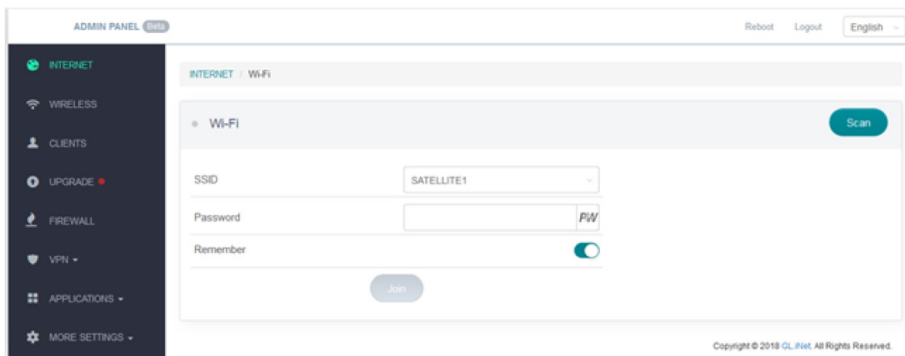 ADMIN PANEL Beta
Reboot Logout English
INTERNET
WIRELESS
CLIENTS
UPGRADE
FIREWALL
VPN
APPLICATIONS
MORE SETTINGS
INTERNET / Wi-Fi
Wi-Fi
Scan
SSID SATELLITE1
Password PW
Remember
Join
Copyright © 2018 GL.iNet. All Rights Reserved.